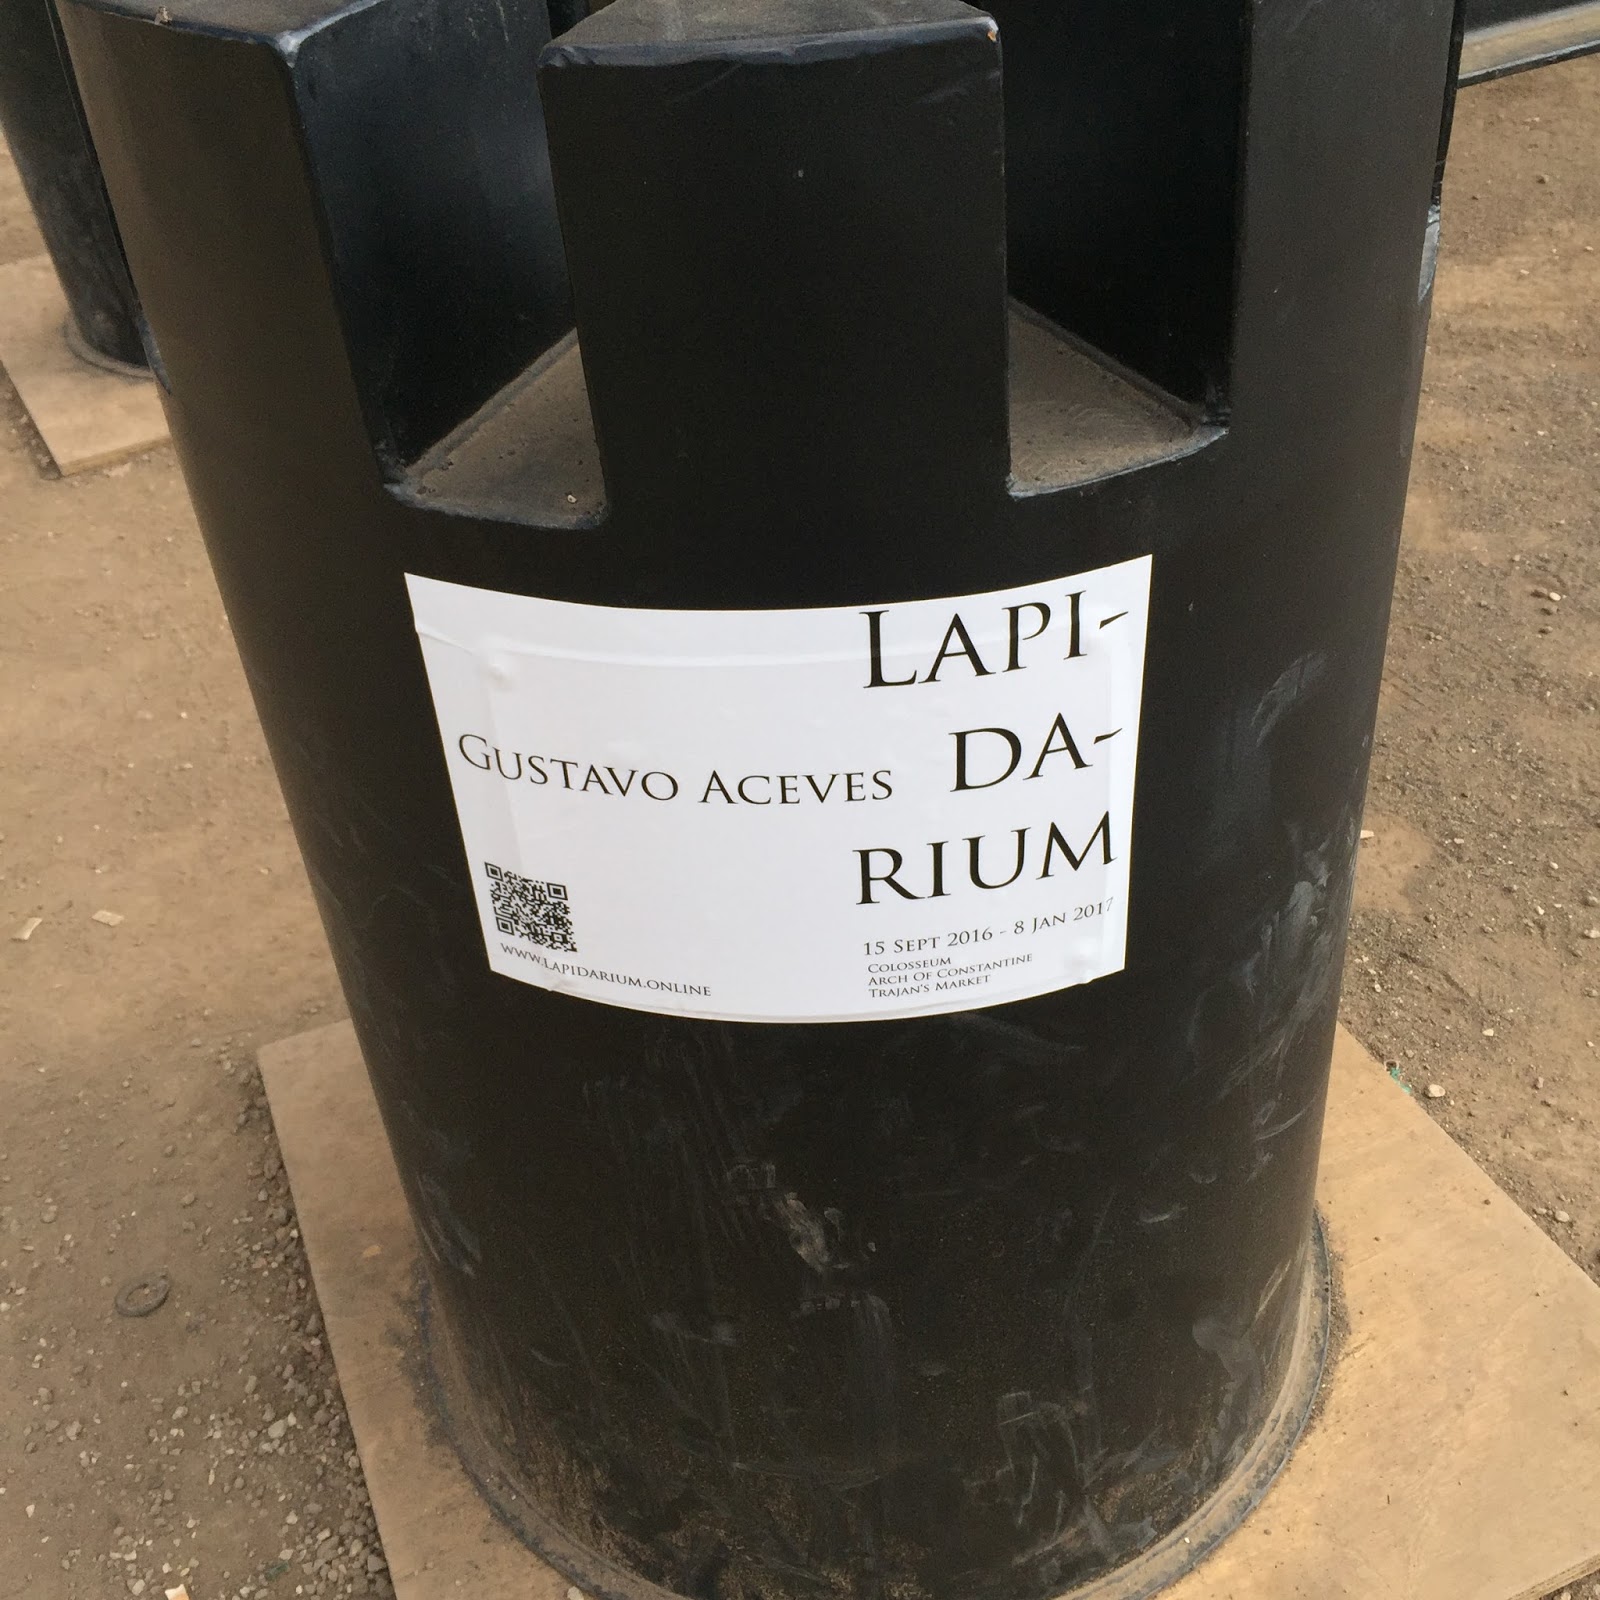 LAPI-
GUSTAVO ACEVES
DA-
RIUM
15 SEPT 2016 - 8 JAN 2017
COLOSSEUM
ARCH OF CONSTANTINE
TRAJAN'S MARKET
WWW.LAPIDARIUM.ONLINE